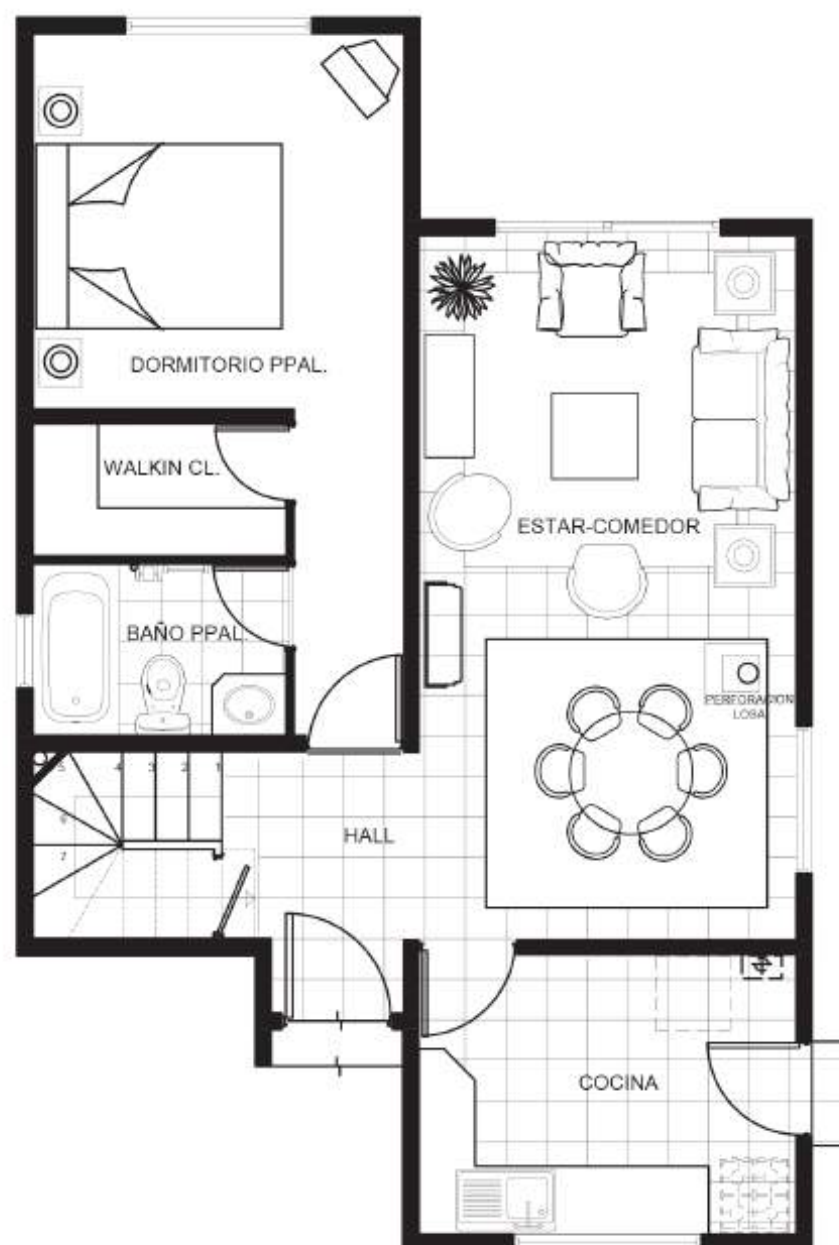 DORMITORIO PPAL.
WALKIN CL.
ESTAR-COMEDOR
BAÑO PPAL.
PERFORACION
LOSA
5 4 3 2 1
6
7
HALL
COCINA